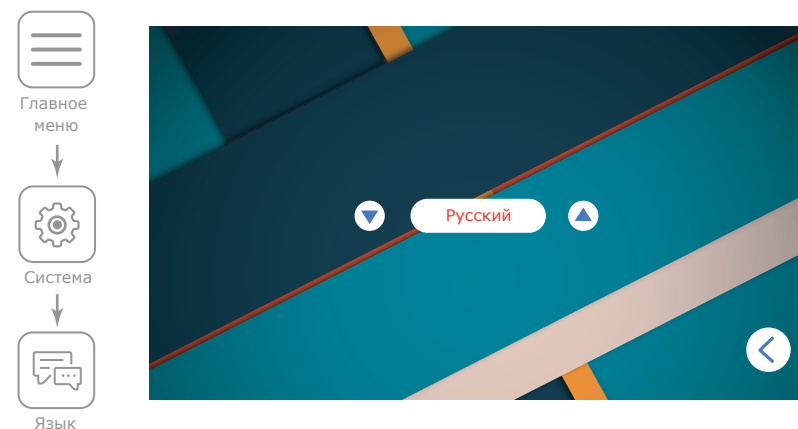 Главное
меню
Система
Язык
Русский